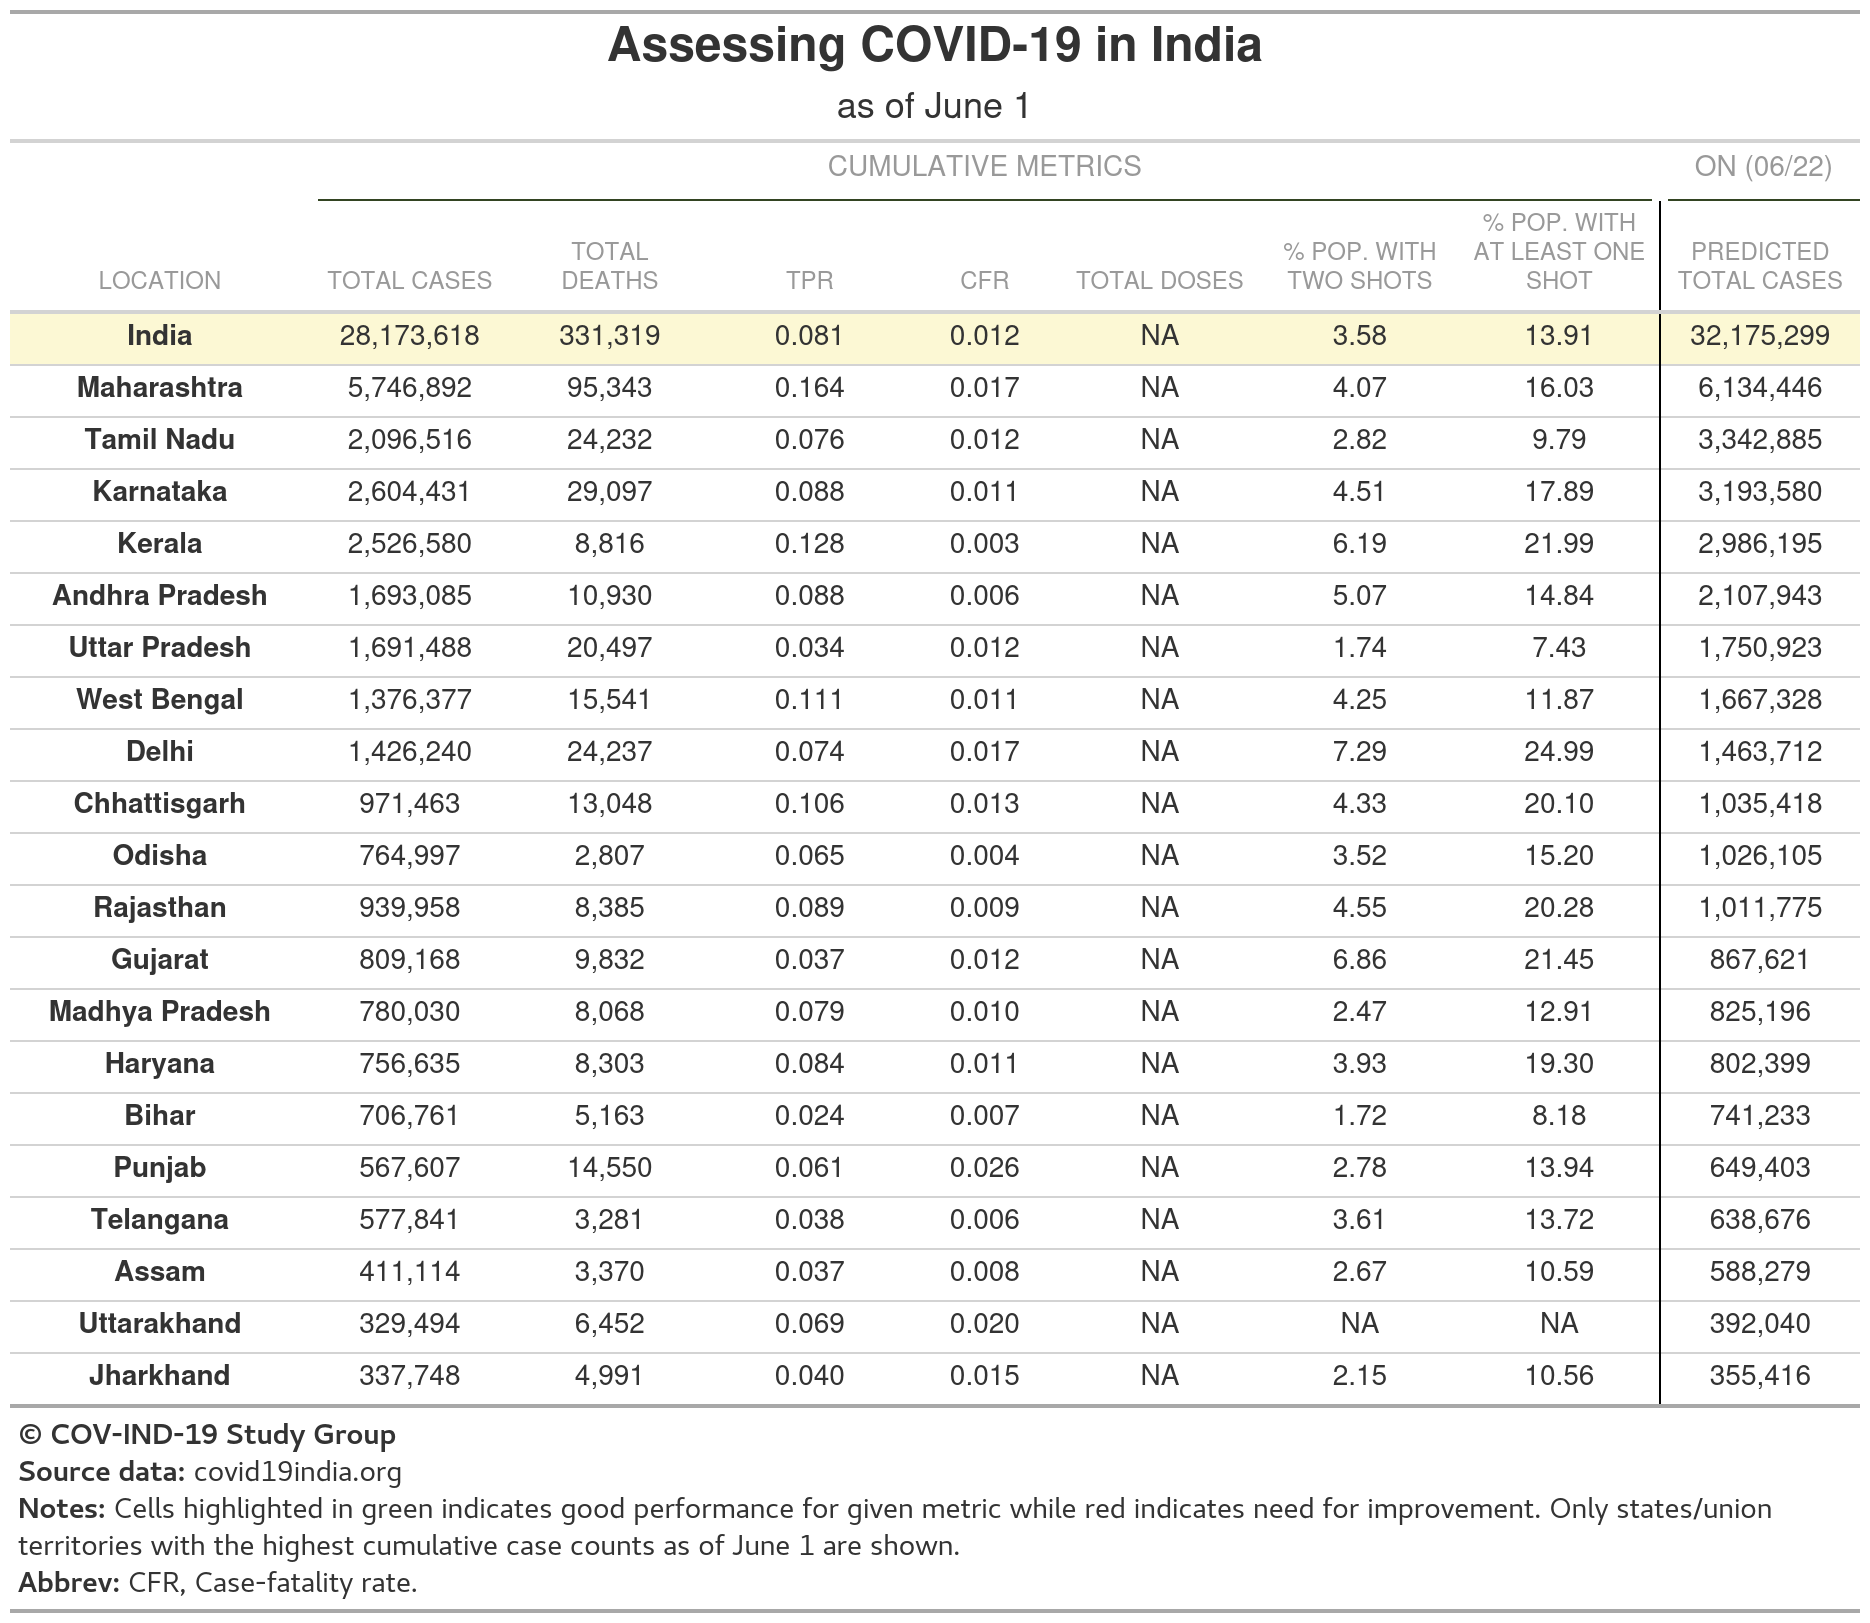 Assessing COVID-19 in India
as of June 1
CUMULATIVE METRICS ON (06/22)
LOCATION TOTAL CASES TOTAL DEATHS TPR CFR TOTAL DOSES % POP. WITH TWO SHOTS % POP. WITH AT LEAST ONE SHOT PREDICTED TOTAL CASES
India 28,173,618 331,319 0.081 0.012 NA 3.58 13.91 32,175,299
Maharashtra 5,746,892 95,343 0.164 0.017 NA 4.07 16.03 6,134,446
Tamil Nadu 2,096,516 24,232 0.076 0.012 NA 2.82 9.79 3,342,885
Karnataka 2,604,431 29,097 0.088 0.011 NA 4.51 17.89 3,193,580
Kerala 2,526,580 8,816 0.128 0.003 NA 6.19 21.99 2,986,195
Andhra Pradesh 1,693,085 10,930 0.088 0.006 NA 5.07 14.84 2,107,943
Uttar Pradesh 1,691,488 20,497 0.034 0.012 NA 1.74 7.43 1,750,923
West Bengal 1,376,377 15,541 0.111 0.011 NA 4.25 11.87 1,667,328
Delhi 1,426,240 24,237 0.074 0.017 NA 7.29 24.99 1,463,712
Chhattisgarh 971,463 13,048 0.106 0.013 NA 4.33 20.10 1,035,418
Odisha 764,997 2,807 0.065 0.004 NA 3.52 15.20 1,026,105
Rajasthan 939,958 8,385 0.089 0.009 NA 4.55 20.28 1,011,775
Gujarat 809,168 9,832 0.037 0.012 NA 6.86 21.45 867,621
Madhya Pradesh 780,030 8,068 0.079 0.010 NA 2.47 12.91 825,196
Haryana 756,635 8,303 0.084 0.011 NA 3.93 19.30 802,399
Bihar 706,761 5,163 0.024 0.007 NA 1.72 8.18 741,233
Punjab 567,607 14,550 0.061 0.026 NA 2.78 13.94 649,403
Telangana 577,841 3,281 0.038 0.006 NA 3.61 13.72 638,676
Assam 411,114 3,370 0.037 0.008 NA 2.67 10.59 588,279
Uttarakhand 329,494 6,452 0.069 0.020 NA NA NA 392,040
Jharkhand 337,748 4,991 0.040 0.015 NA 2.15 10.56 355,416
© COV-IND-19 Study Group
Source data: covid19india.org
Notes: Cells highlighted in green indicates good performance for given metric while red indicates need for improvement. Only states/union
territories with the highest cumulative case counts as of June 1 are shown.
Abbrev: CFR, Case-fatality rate.